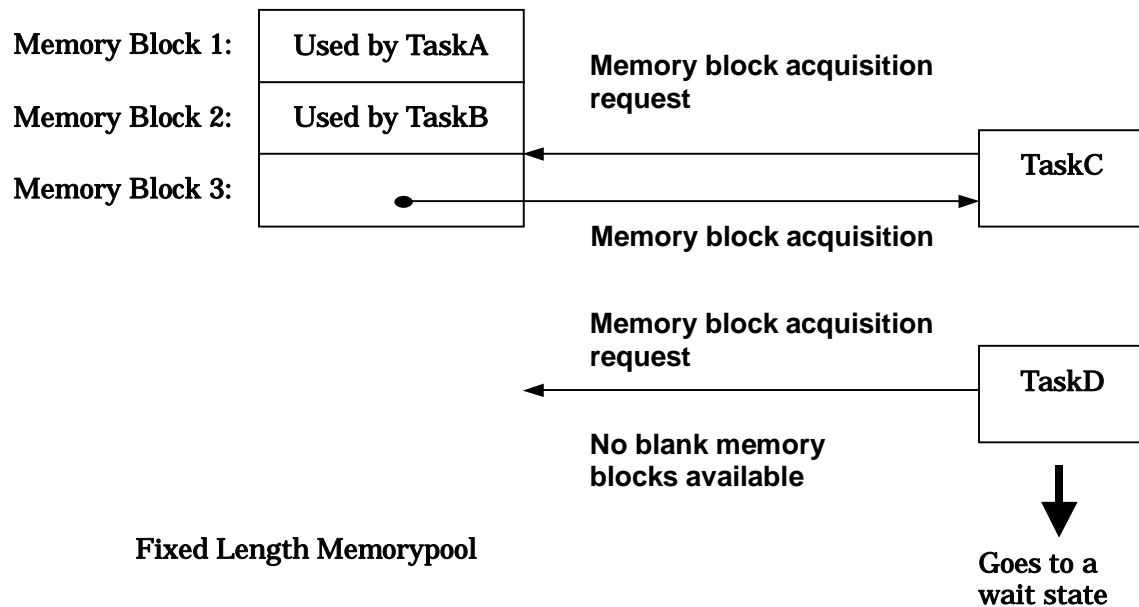 Memory Block 1:
Used by TaskA
Memory Block 2:
Used by TaskB
Memory Block 3:
Memory block acquisition
request
TaskC
Memory block acquisition
Memory block acquisition
request
TaskD
No blank memory
blocks available
Fixed Length Memorypool
Goes to a
wait state